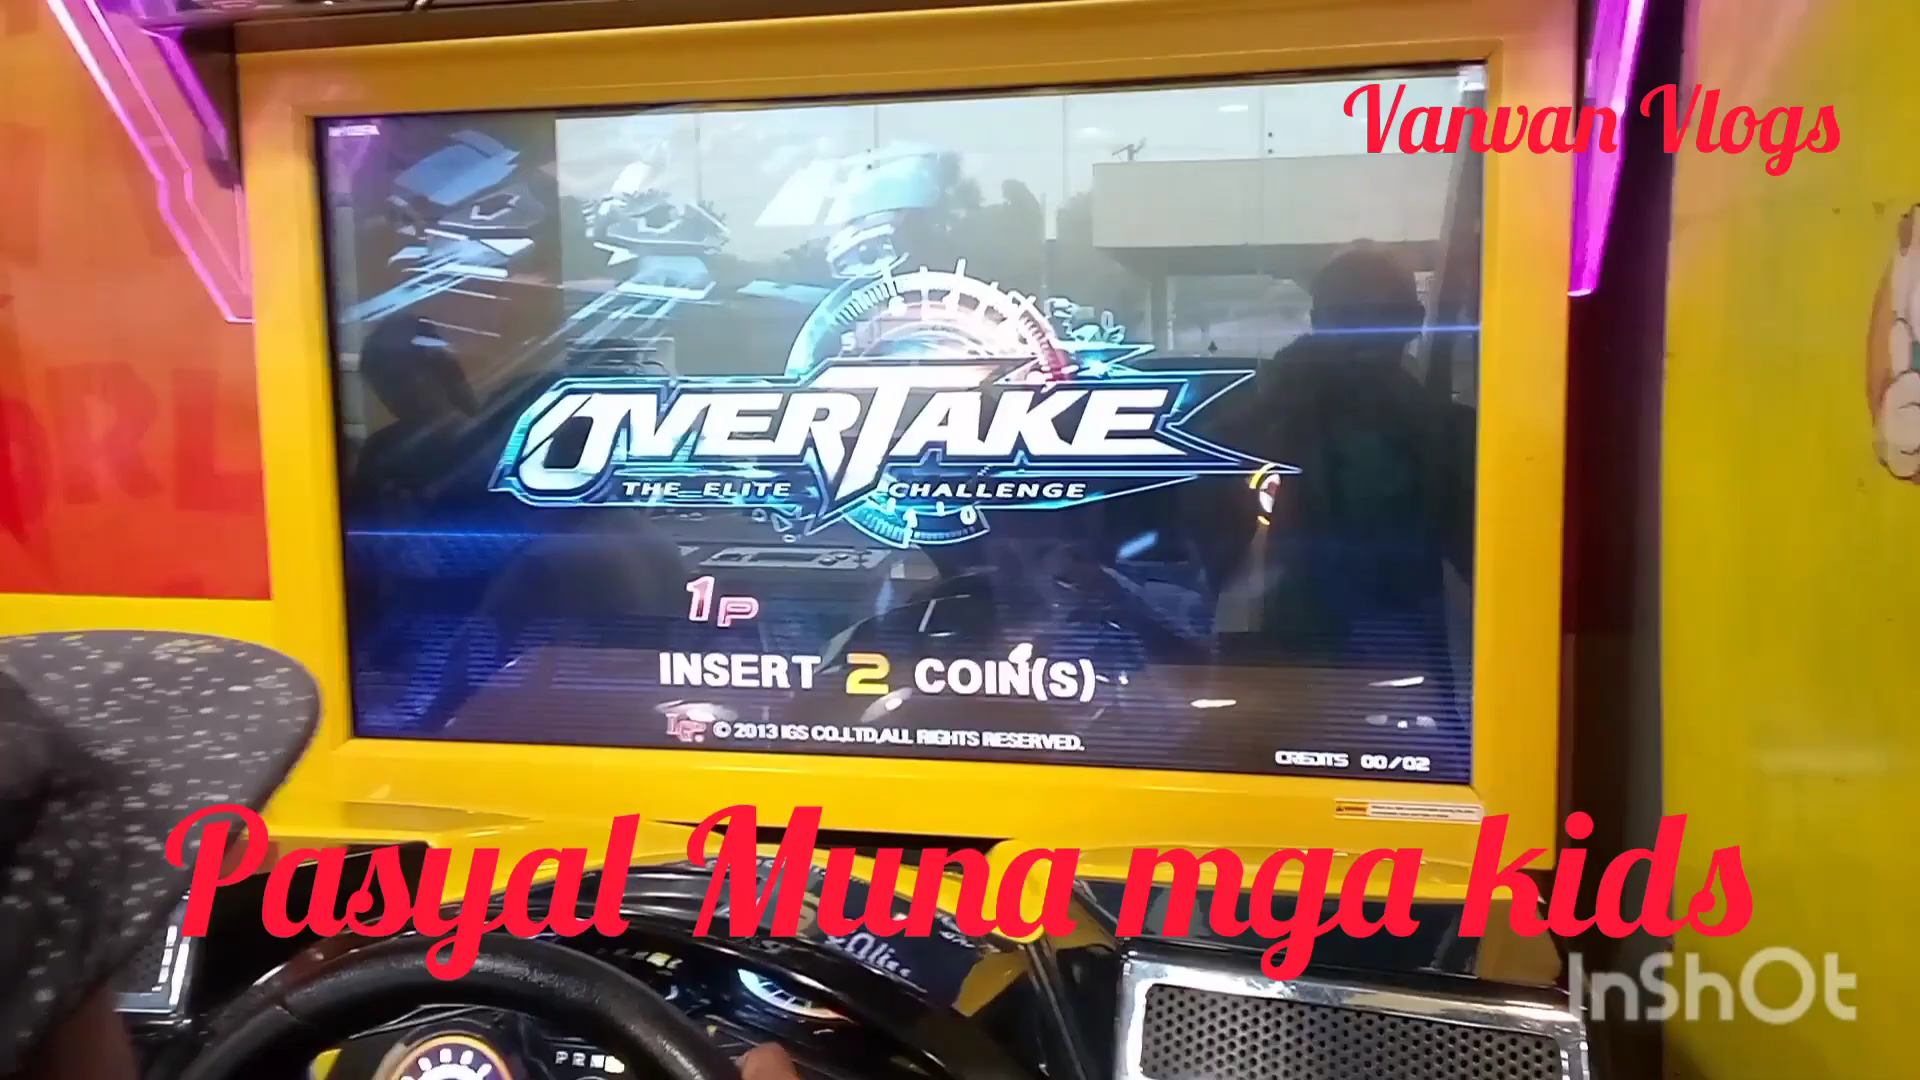 Vanvan Vlogs
OVERTAKE
THE ELITE CHALLENGE
1P
INSERT 2 COIN(S)
IGS © 2013 IGS CO.,LTD,ALL RIGHTS RESERVED.
CREDITS 00/02
Pasyal Muna mga kids
InShOt